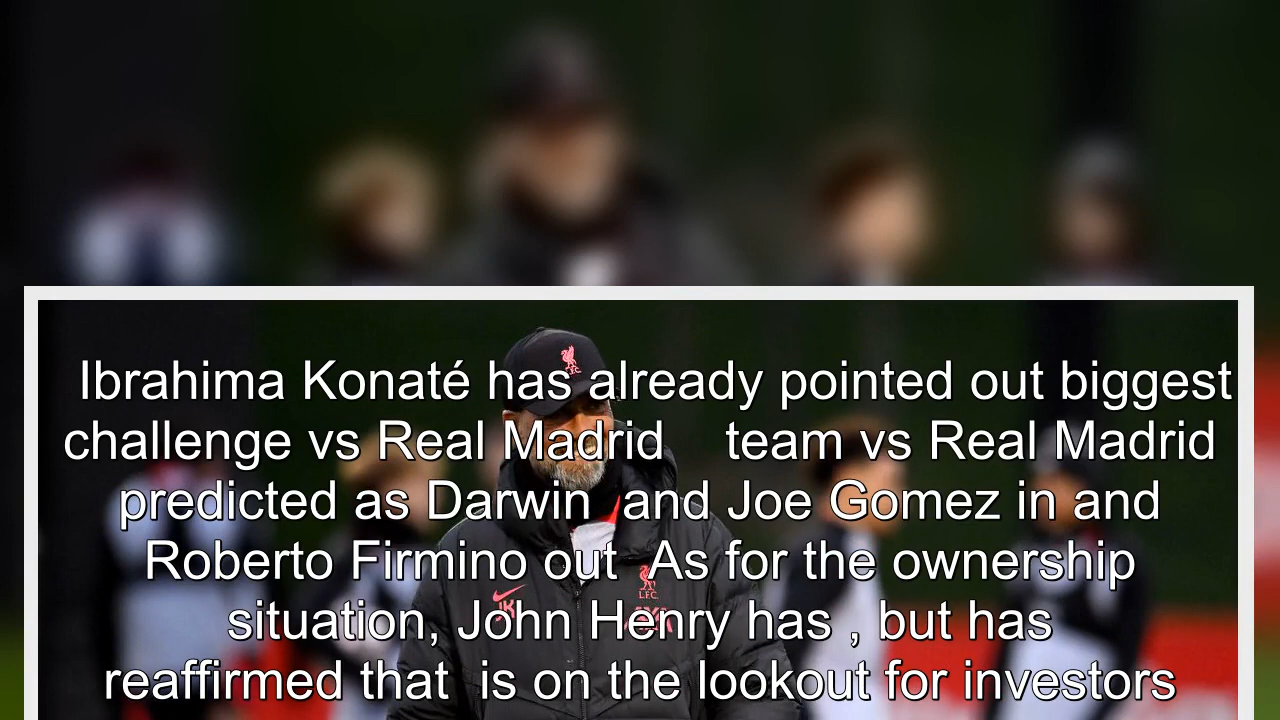 Ibrahima Konaté has already pointed out biggest
challenge vs Real Madrid team vs Real Madrid
predicted as Darwin and Joe Gomez in and
Roberto Firmino out As for the ownership
situation, John Henry has , but has
reaffirmed that is on the lookout for investors
L.F.C.
JK
AXA